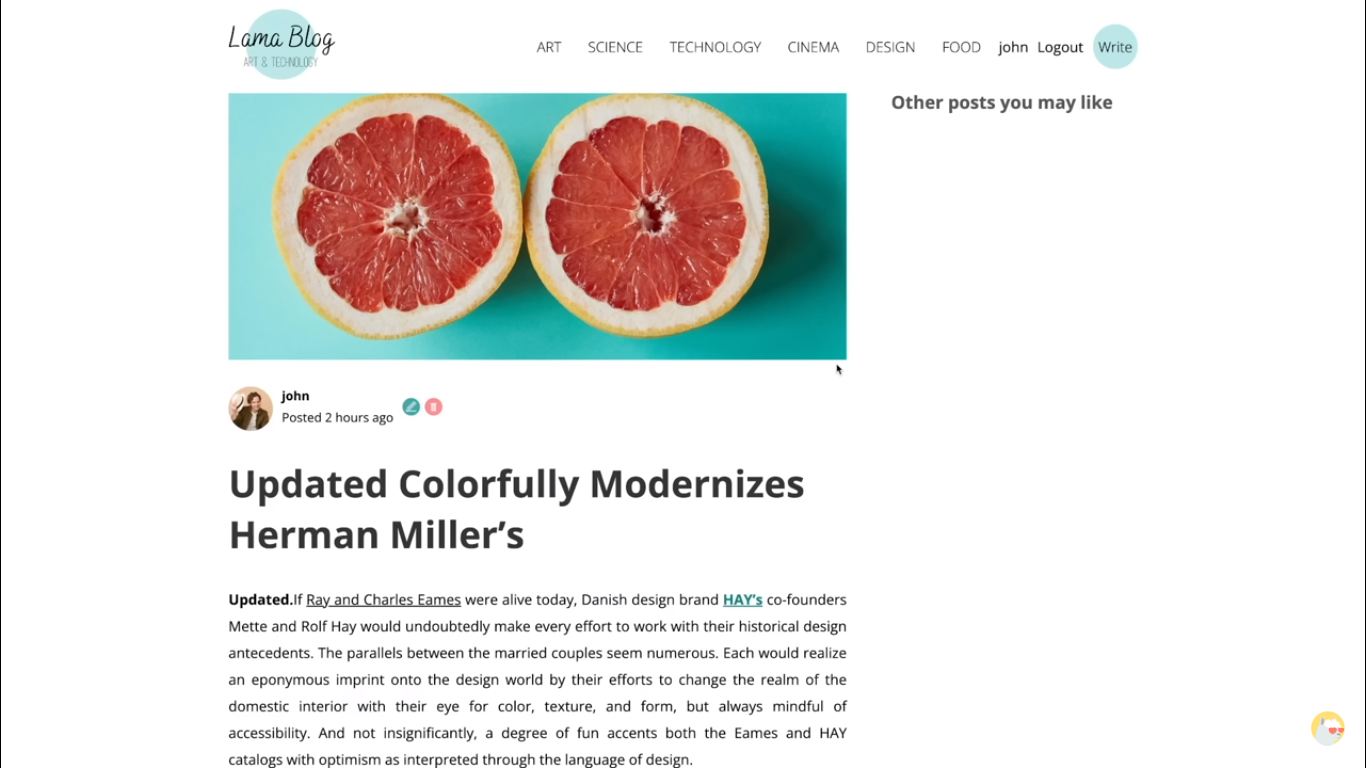 Lama Blog
ART & TECHNOLOGY
ART SCIENCE TECHNOLOGY CINEMA DESIGN FOOD john Logout Write
Other posts you may like
john
Posted 2 hours ago
Updated Colorfully Modernizes
Herman Miller’s
Updated.If Ray and Charles Eames were alive today, Danish design brand HAY’s co-founders
Mette and Rolf Hay would undoubtedly make every effort to work with their historical design
antecedents. The parallels between the married couples seem numerous. Each would realize
an eponymous imprint onto the design world by their efforts to change the realm of the
domestic interior with their eye for color, texture, and form, but always mindful of
accessibility. And not insignificantly, a degree of fun accents both the Eames and HAY
catalogs with optimism as interpreted through the language of design.